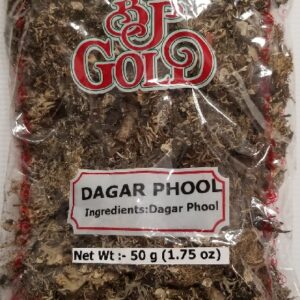 BJ
GOLD
DAGAR PHOOL
Ingredients:Dagar Phool
Net Wt :- 50 g (1.75 oz)